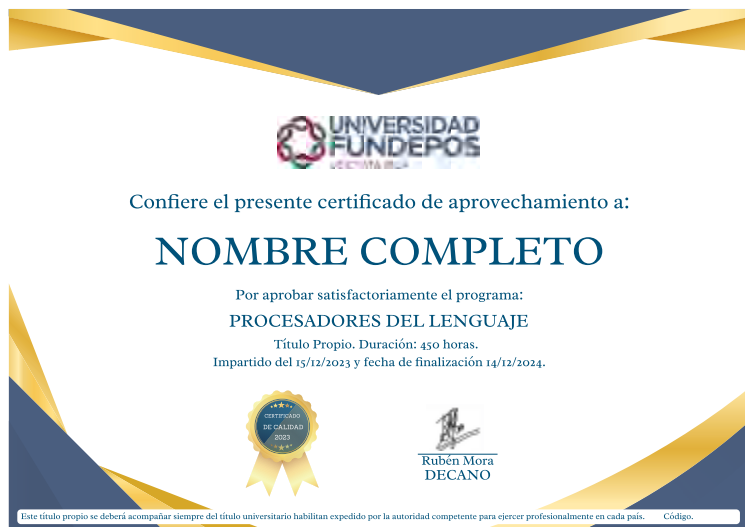 UNIVERSIDAD
FUNDEPOS
Confiere el presente certificado de aprovechamiento a:
NOMBRE COMPLETO
Por aprobar satisfactoriamente el programa:
PROCESADORES DEL LENGUAJE
Título Propio. Duración: 450 horas.
Impartido del 15/12/2023 y fecha de finalización 14/12/2024.
CERTIFICADO
DE CALIDAD
2023
Rubén Mora
DECANO
Este título propio se deberá acompañar siempre del título universitario habilitan expedido por la autoridad competente para ejercer profesionalmente en cada país. Código.